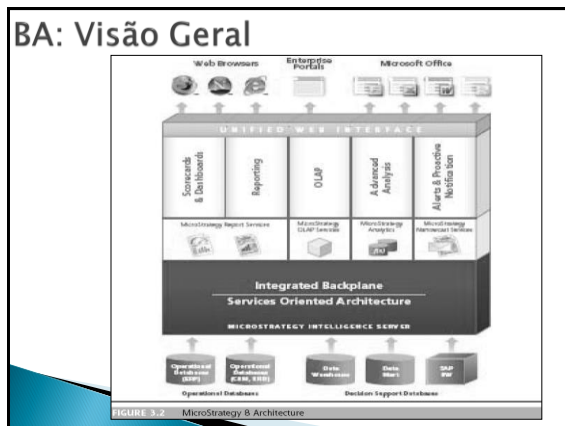 BA: Visão Geral
Web Browsers
Enterprise
Portals
Microsoft Office
UNIFIED WEB INTERFACE
Scorecards
& Dashboards
Reporting
OLAP
Advanced
Analysis
Alerts & Proactive
Notification
MicroStrategy Report Services
MicroStrategy
OLAP Services
MicroStrategy
Analytics
MicroStrategy
Narrowcast Services
Integrated Backplane
Services Oriented Architecture
MICROSTRATEGY INTELLIGENCE SERVER
Operational
Databases
(ERP)
Operational
Databases
Data
Warehouse
Data
Mart
SAP
BW
Operational Databases
Decision Support Databases
FIGURE 3.2 MicroStrategy 8 Architecture